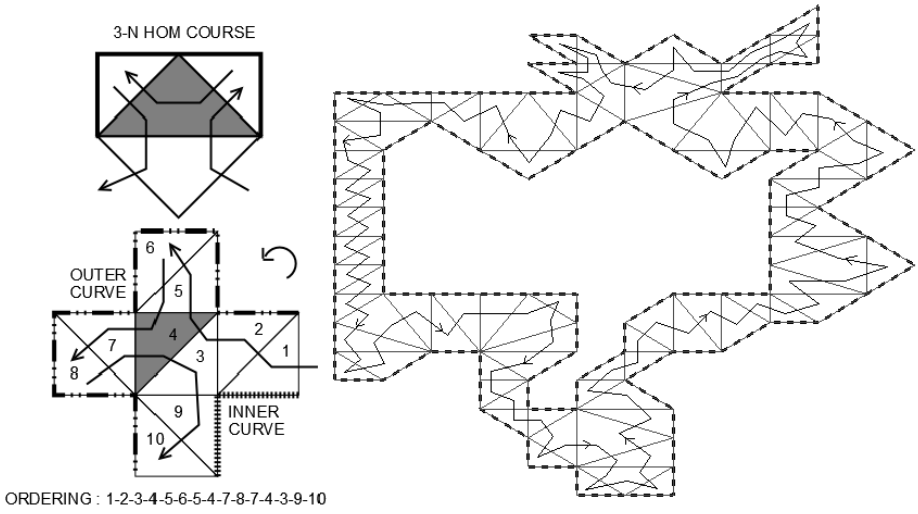 3-N HOM COURSE
6
OUTER
CURVE
5
2
4
7
3
1
8
9
INNER
CURVE
10
ORDERING : 1-2-3-4-5-6-5-4-7-8-7-4-3-9-10